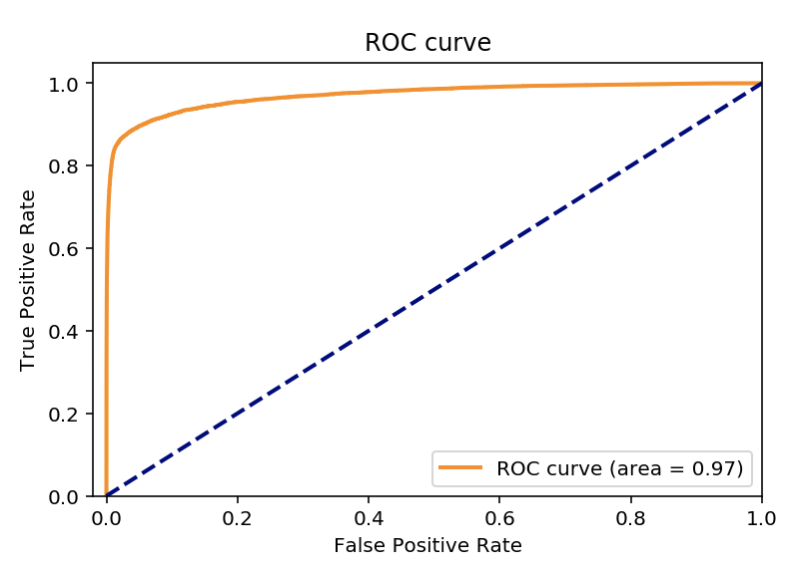 ROC curve
1.0
0.8
0.6
0.4
0.2
0.0
True Positive Rate
ROC curve (area = 0.97)
0.0 0.2 0.4 0.6 0.8 1.0
False Positive Rate